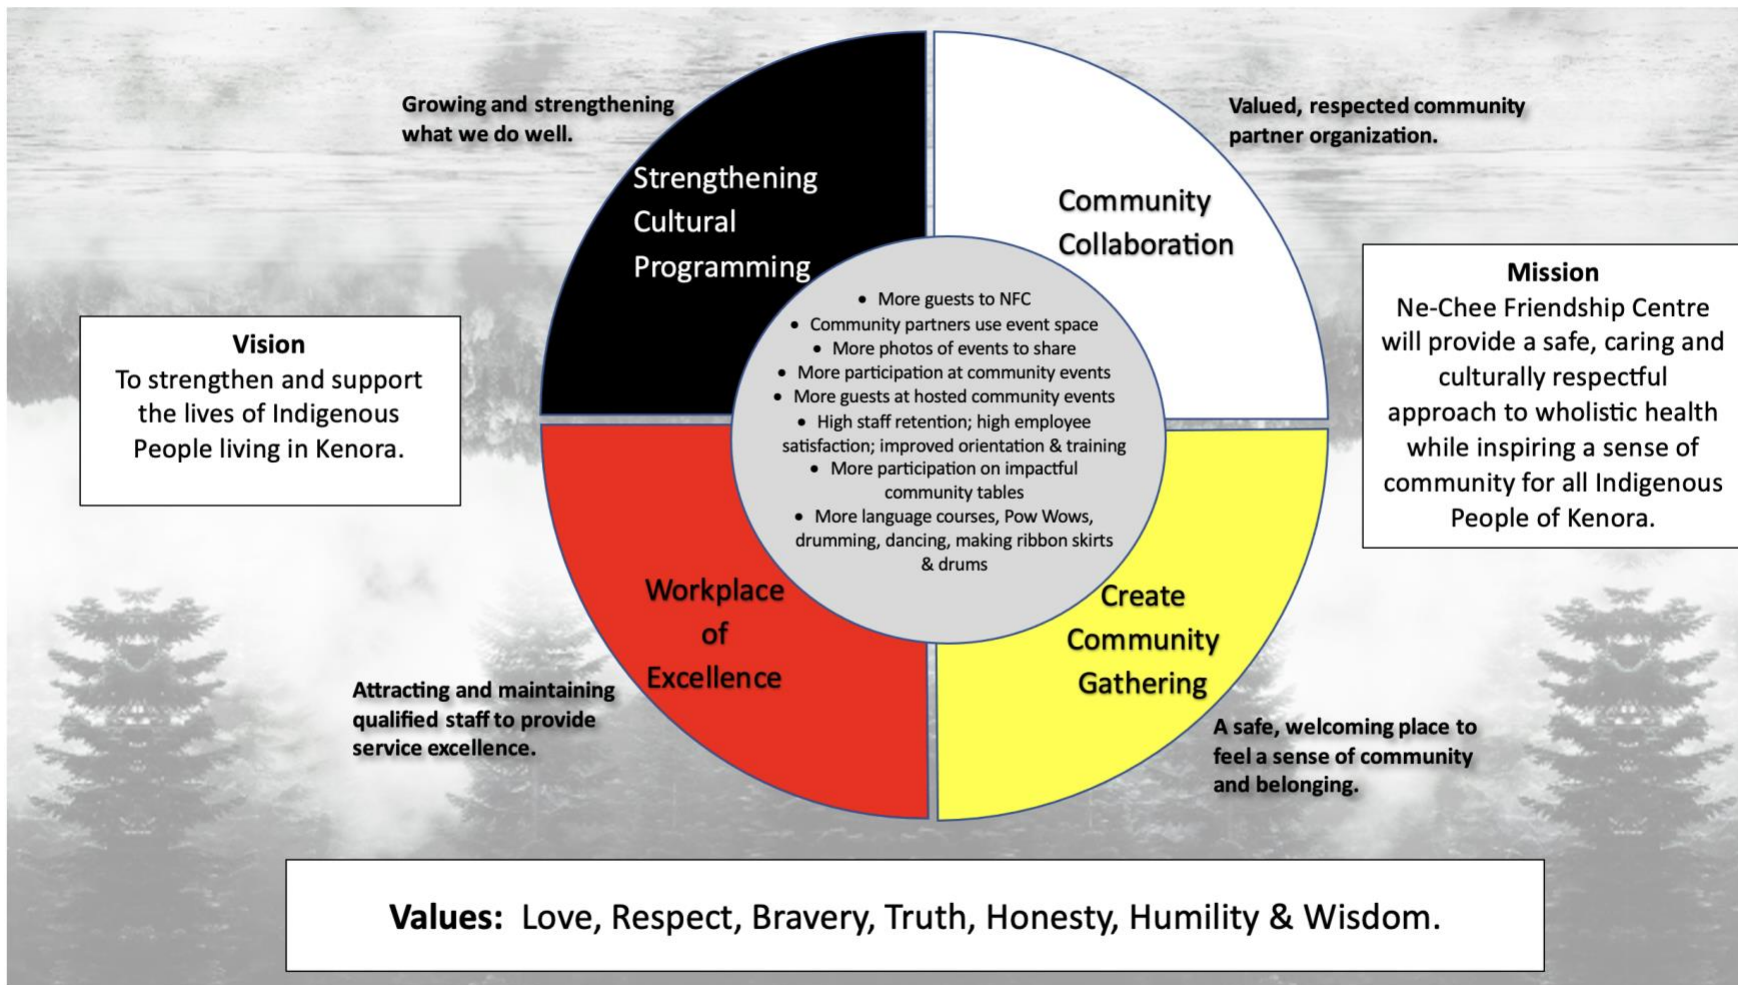 Growing and strengthening
what we do well.
Valued, respected community
partner organization.
Strengthening
Cultural
Programming
Community
Collaboration
Vision
To strengthen and support
the lives of Indigenous
People living in Kenora.
• More guests to NFC
• Community partners use event space
• More photos of events to share
• More participation at community events
• More guests at hosted community events
• High staff retention; high employee
satisfaction; improved orientation & training
• More participation on impactful
community tables
• More language courses, Pow Wows,
drumming, dancing, making ribbon skirts
& drums
Mission
Ne-Chee Friendship Centre
will provide a safe, caring and
culturally respectful
approach to wholistic health
while inspiring a sense of
community for all Indigenous
People of Kenora.
Workplace
of
Excellence
Create
Community
Gathering
Attracting and maintaining
qualified staff to provide
service excellence.
A safe, welcoming place to
feel a sense of community
and belonging.
Values: Love, Respect, Bravery, Truth, Honesty, Humility & Wisdom.